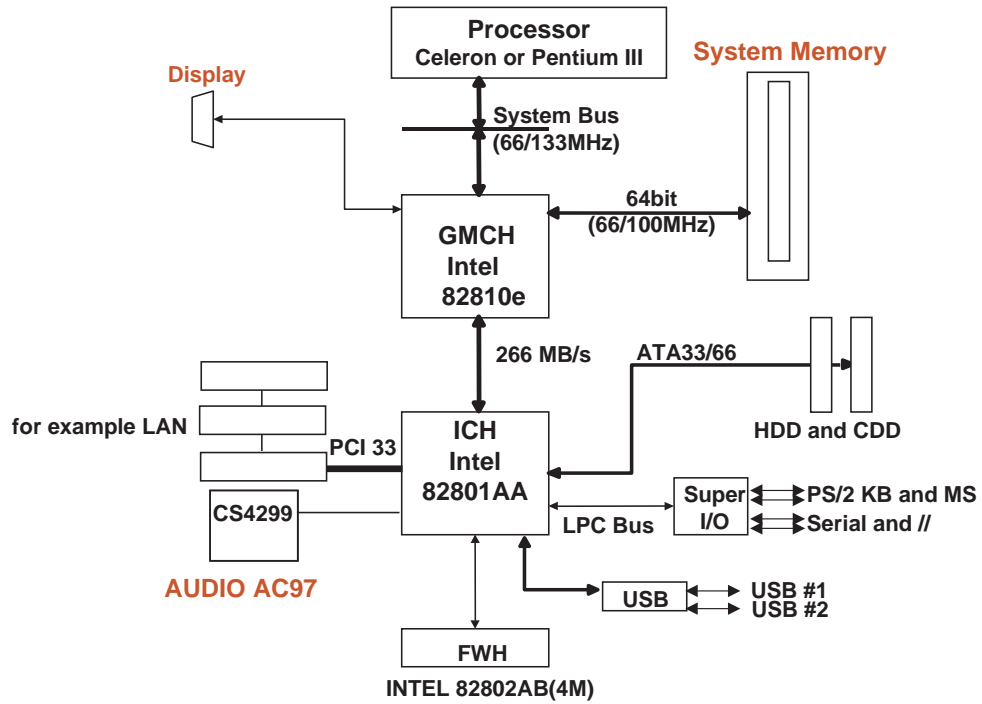 Processor
Celeron or Pentium III
System Memory
Display
System Bus
(66/133MHz)
64bit
(66/100MHz)
GMCH
Intel
82810e
266 MB/s
ATA33/66
for example LAN
HDD and CDD
PCI 33
ICH
Intel
82801AA
CS4299
Super
I/O
PS/2 KB and MS
Serial and //
LPC Bus
AUDIO AC97
USB
USB #1
USB #2
FWH
INTEL 82802AB(4M)